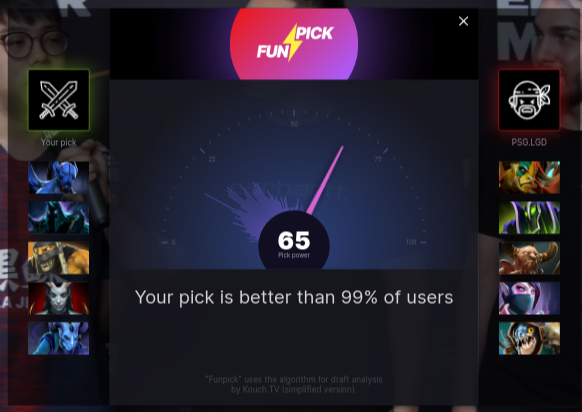 FUN PICK
Your pick
PSG.LGD
50
25
75
0
100
65
Pick power
Your pick is better than 99% of users
"Funpick" uses the algorithm for draft analysis
by Kouch.TV (simplified version).